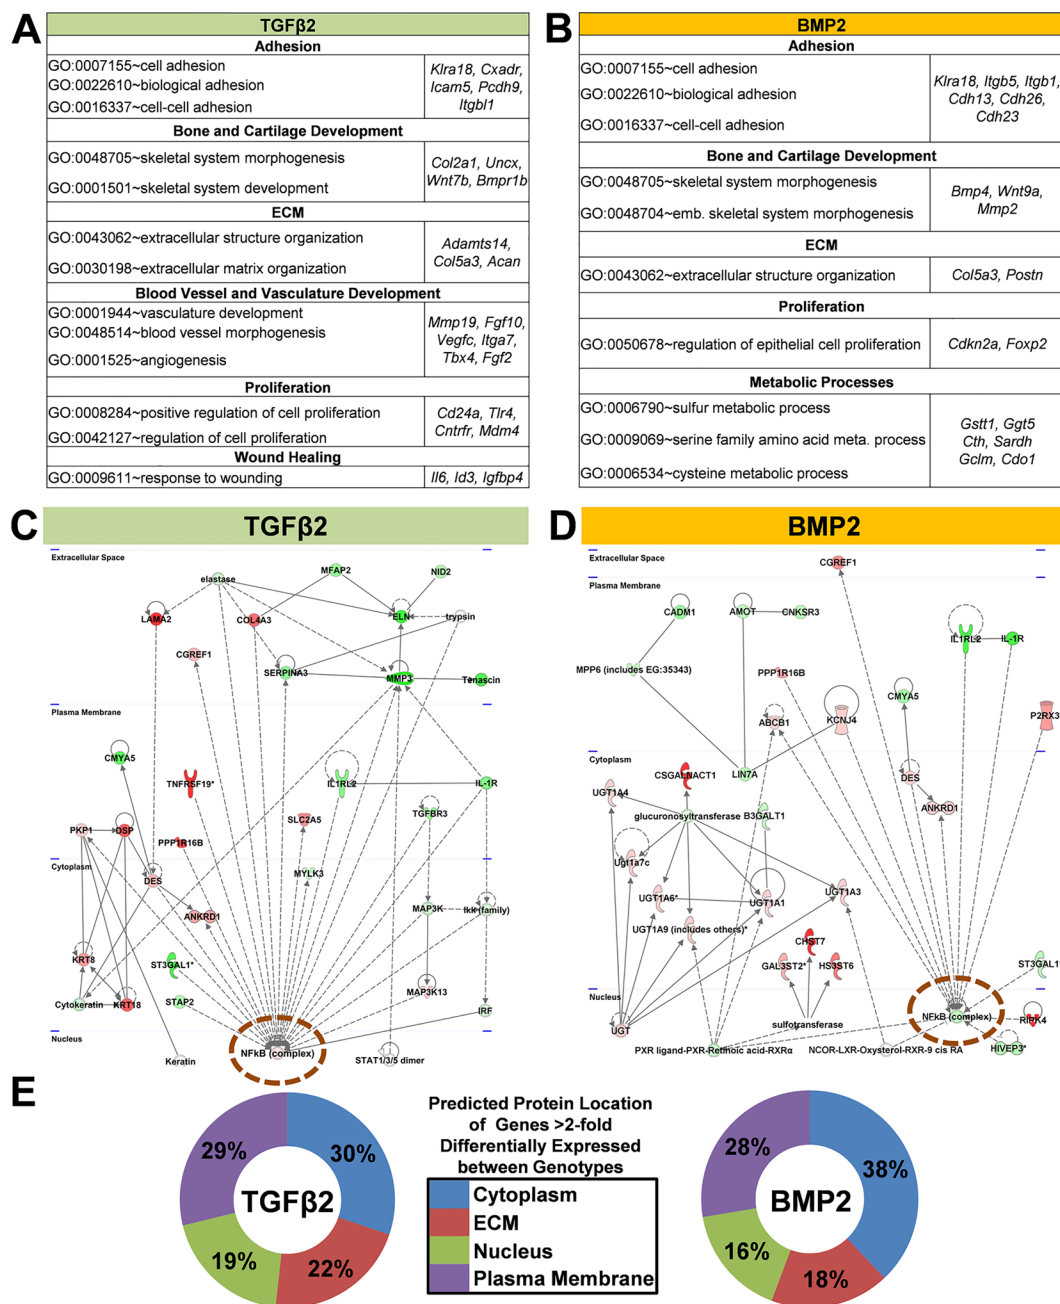 A
TGFβ2
Adhesion
GO:0007155~cell adhesion
GO:0022610~biological adhesion
GO:0016337~cell-cell adhesion
Klra18, Cxadr,
Icam5, Pcdh9,
Itgbl1
Bone and Cartilage Development
GO:0048705~skeletal system morphogenesis
GO:0001501~skeletal system development
Col2a1, Uncx,
Wnt7b, Bmpr1b
ECM
GO:0043062~extracellular structure organization
GO:0030198~extracellular matrix organization
Adamts14,
Col5a3, Acan
Blood Vessel and Vasculature Development
GO:0001944~vasculature development
GO:0048514~blood vessel morphogenesis
GO:0001525~angiogenesis
Mmp19, Fgf10,
Vegfc, Itga7,
Tbx4, Fgf2
Proliferation
GO:0008284~positive regulation of cell proliferation
GO:0042127~regulation of cell proliferation
Cd24a, Tlr4,
Cntrfr, Mdm4
Wound Healing
GO:0009611~response to wounding
Il6, Id3, Igfbp4
B
BMP2
Adhesion
GO:0007155~cell adhesion
GO:0022610~biological adhesion
GO:0016337~cell-cell adhesion
Klra18, Itgb5, Itgb1,
Cdh13, Cdh26,
Cdh23
Bone and Cartilage Development
GO:0048705~skeletal system morphogenesis
GO:0048704~emb. skeletal system morphogenesis
Bmp4, Wnt9a,
Mmp2
ECM
GO:0043062~extracellular structure organization
Col5a3, Postn
Proliferation
GO:0050678~regulation of epithelial cell proliferation
Cdkn2a, Foxp2
Metabolic Processes
GO:0006790~sulfur metabolic process
GO:0009069~serine family amino acid meta. process
GO:0006534~cysteine metabolic process
Gstt1, Ggt5
Cth, Sardh
Gclm, Cdo1
C
TGFβ2
Extracellular Space
elastase
MFAP2
NID2
LAMA2
COL4A3
ELN
trypsin
CGREF1
SERPINA3
MMP3
Tenascin
Plasma Membrane
CMYA5
TNFRSF19*
IL1RL2
IL-1R
SLC2A5
TGFBR3
PKP1
DSP
PPP1R16B
Cytoplasm
DES
MYLK3
ANKRD1
MAP3K
Ikk (family)
KRT8
ST3GAL1*
MAP3K13
Cytokeratin
KRT18
STAP2
IRF
Nucleus
NFkB (complex)
Keratin
STAT1/3/5 dimer
D
BMP2
Extracellular Space
CGREF1
Plasma Membrane
CADM1
AMOT
CNKSR3
IL1RL2
IL-1R
MPP6 (includes EG:35343)
PPP1R16B
CMYA5
ABCB1
KCNJ4
P2RX3
Cytoplasm
CSGALNACT1
LIN7A
DES
UGT1A4
ANKRD1
glucuronosyltransferase
B3GALT1
Ugt1a7c
UGT1A6*
UGT1A1
UGT1A3
UGT1A9 (includes others)*
CHST7
GAL3ST2*
HS3ST6
ST3GAL1*
Nucleus
UGT
sulfotransferase
NFkB (complex)
RIPK4
PXR ligand-PXR-Retinoic acid-RXRα
NCOR-LXR-Oxysterol-RXR-9 cis RA
HIVEP3*
E
29%
30%
TGFβ2
19%
22%
Predicted Protein Location
of Genes >2-fold
Differentially Expressed
between Genotypes
Cytoplasm
ECM
Nucleus
Plasma Membrane
28%
38%
BMP2
16%
18%